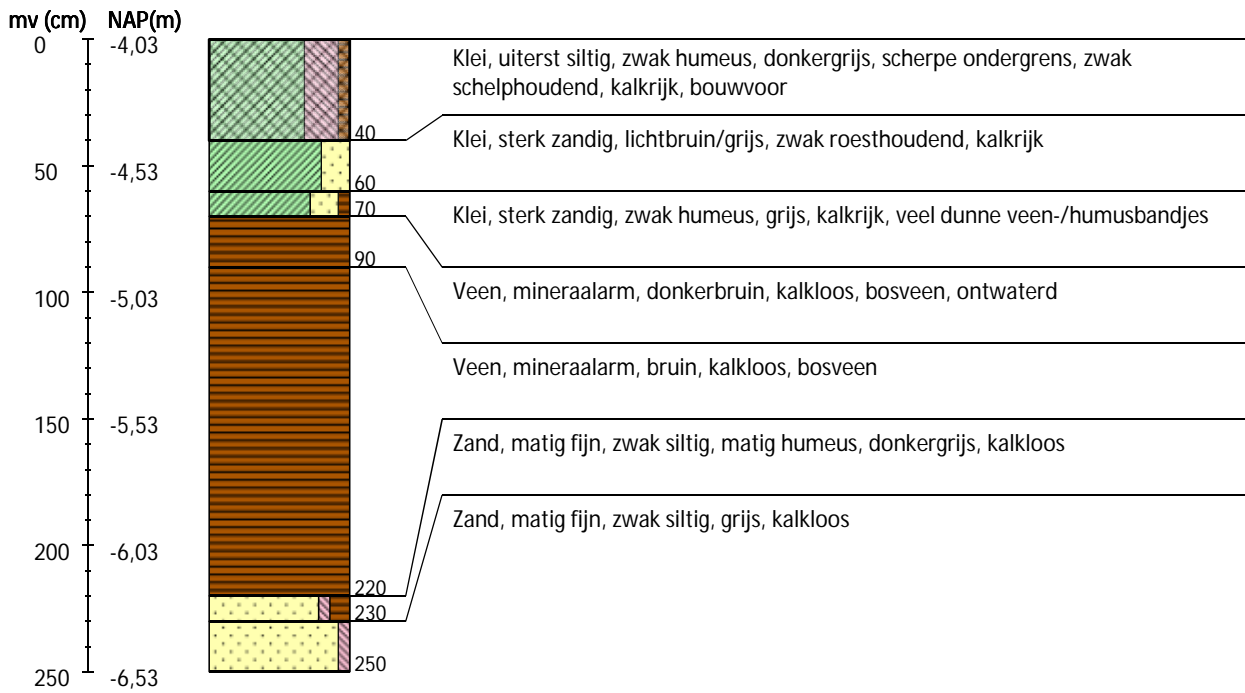 mv (cm) NAP(m)
0 -4,03
Klei, uiterst siltig, zwak humeus, donkergrijs, scherpe ondergrens, zwak
schelphoudend, kalkrijk, bouwvoor
40
Klei, sterk zandig, lichtbruin/grijs, zwak roesthoudend, kalkrijk
50 -4,53
60
70
Klei, sterk zandig, zwak humeus, grijs, kalkrijk, veel dunne veen-/humusbandjes
90
100 -5,03
Veen, mineraalarm, donkerbruin, kalkloos, bosveen, ontwaterd
Veen, mineraalarm, bruin, kalkloos, bosveen
150 -5,53
Zand, matig fijn, zwak siltig, matig humeus, donkergrijs, kalkloos
Zand, matig fijn, zwak siltig, grijs, kalkloos
200 -6,03
220
230
250
250 -6,53